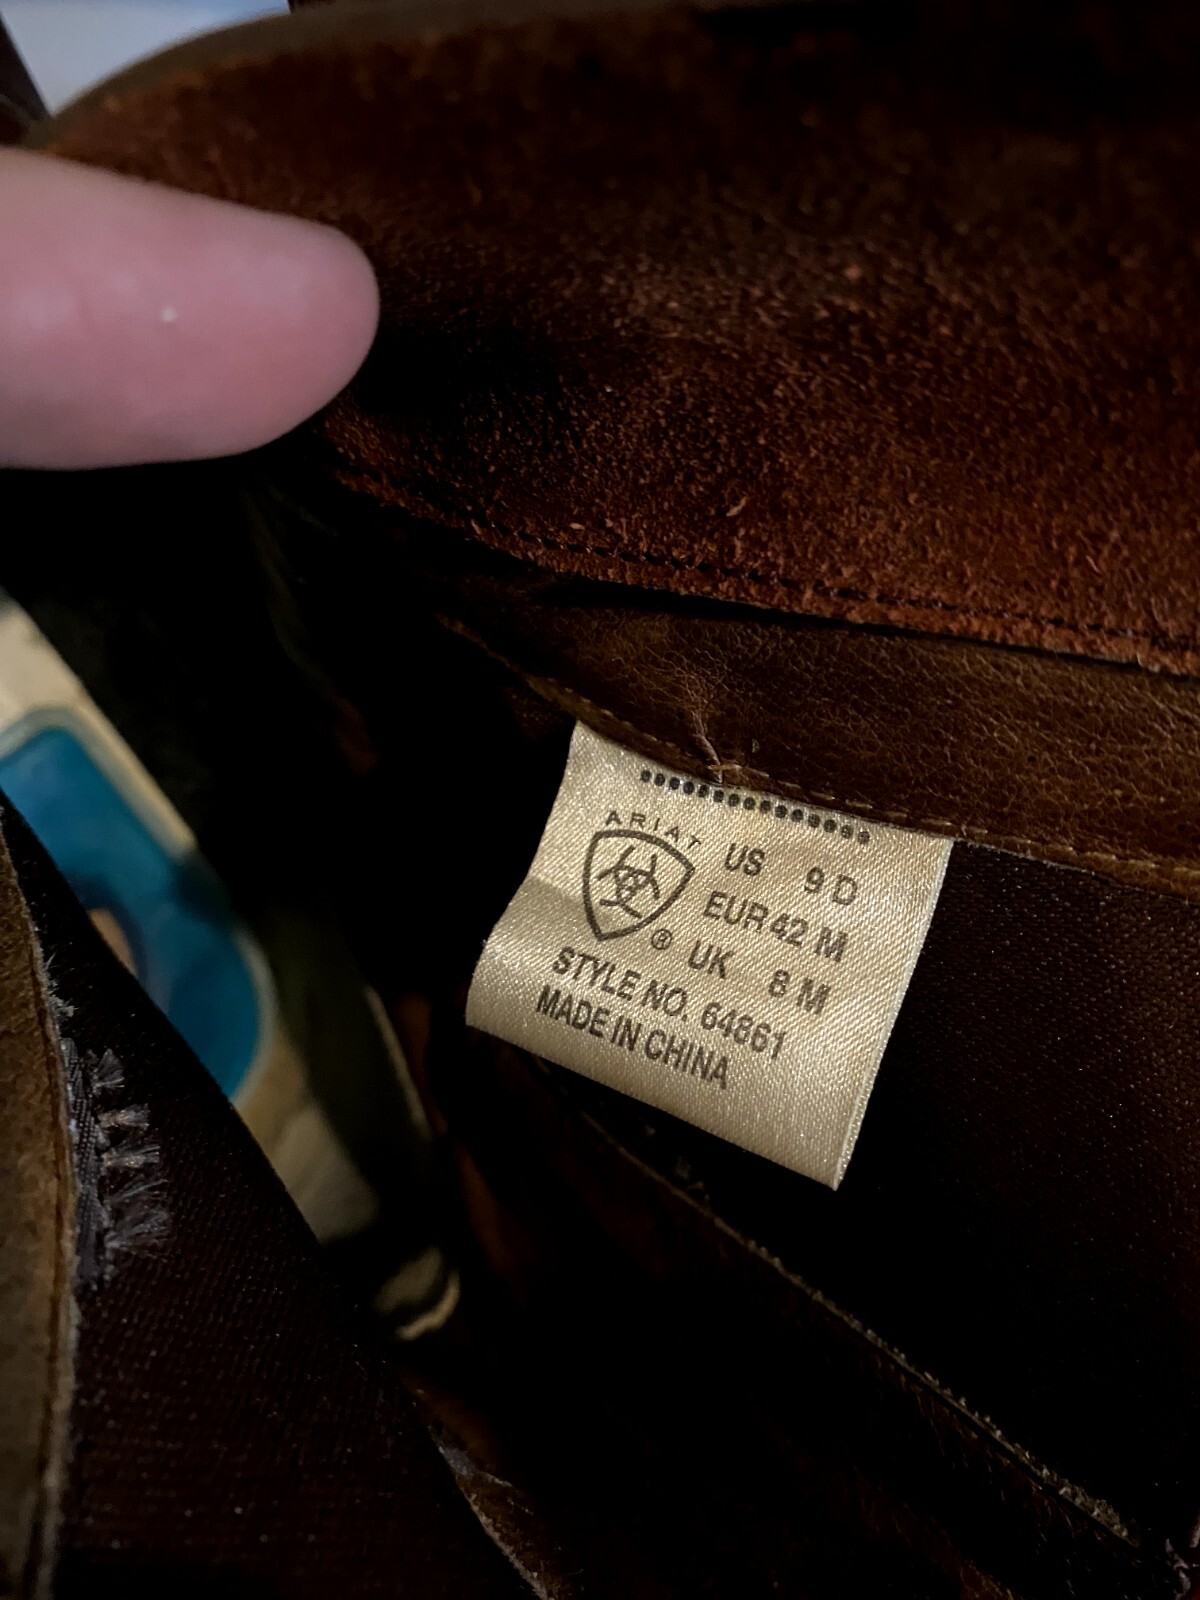 ARIAT
US 9 D
EUR 42 M
® UK 8 M
STYLE NO. 64861
MADE IN CHINA